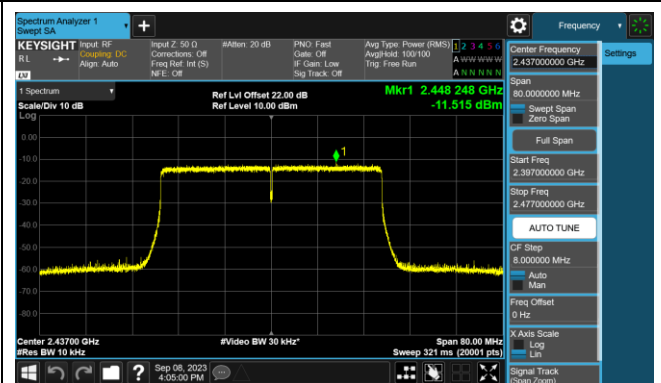 Spectrum Analyzer 1
Swept SA
+
Frequency
KEYSIGHT
RL
LXI
Input: RF
Coupling: DC
Align: Auto
Input Z: 50 Ω
Corrections: Off
Freq Ref: Int (S)
NFE: Off
#Atten: 20 dB
PNO: Fast
Gate: Off
IF Gain: Low
Sig Track: Off
Avg Type: Power (RMS)
Avg|Hold: 100/100
Trig: Free Run
1 2 3 4 5 6
A W W W W W
A N N N N N
1 Spectrum
Scale/Div 10 dB
Log
Ref Lvl Offset 22.00 dB
Ref Level 10.00 dBm
Mkr1 2.448 248 GHz
-11.515 dBm
1
0.00
-10.0
-20.0
-30.0
-40.0
-50.0
-60.0
-70.0
-80.0
Center 2.43700 GHz
#Res BW 10 kHz
#Video BW 30 kHz*
Span 80.00 MHz
Sweep 321 ms (20001 pts)
Sep 08, 2023
4:05:00 PM
?
Center Frequency
2.437000000 GHz
Settings
Span
80.0000000 MHz
Swept Span
Zero Span
Full Span
Start Freq
2.397000000 GHz
Stop Freq
2.477000000 GHz
AUTO TUNE
CF Step
8.000000 MHz
Auto
Man
Freq Offset
0 Hz
X Axis Scale
Log
Lin
Signal Track
(Span Zoom)